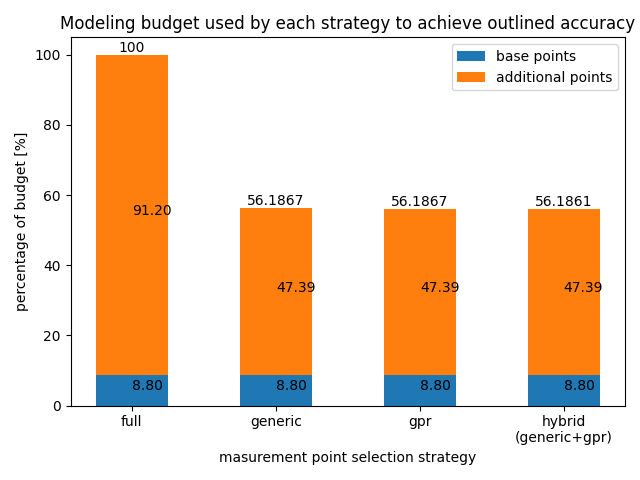 Modeling budget used by each strategy to achieve outlined accuracy
base points
additional points
percentage of budget [%]
100
80
60
40
20
0
100
91.20
8.80
56.1867
47.39
8.80
56.1867
47.39
8.80
56.1861
47.39
8.80
full
generic
gpr
hybrid
(generic+gpr)
masurement point selection strategy